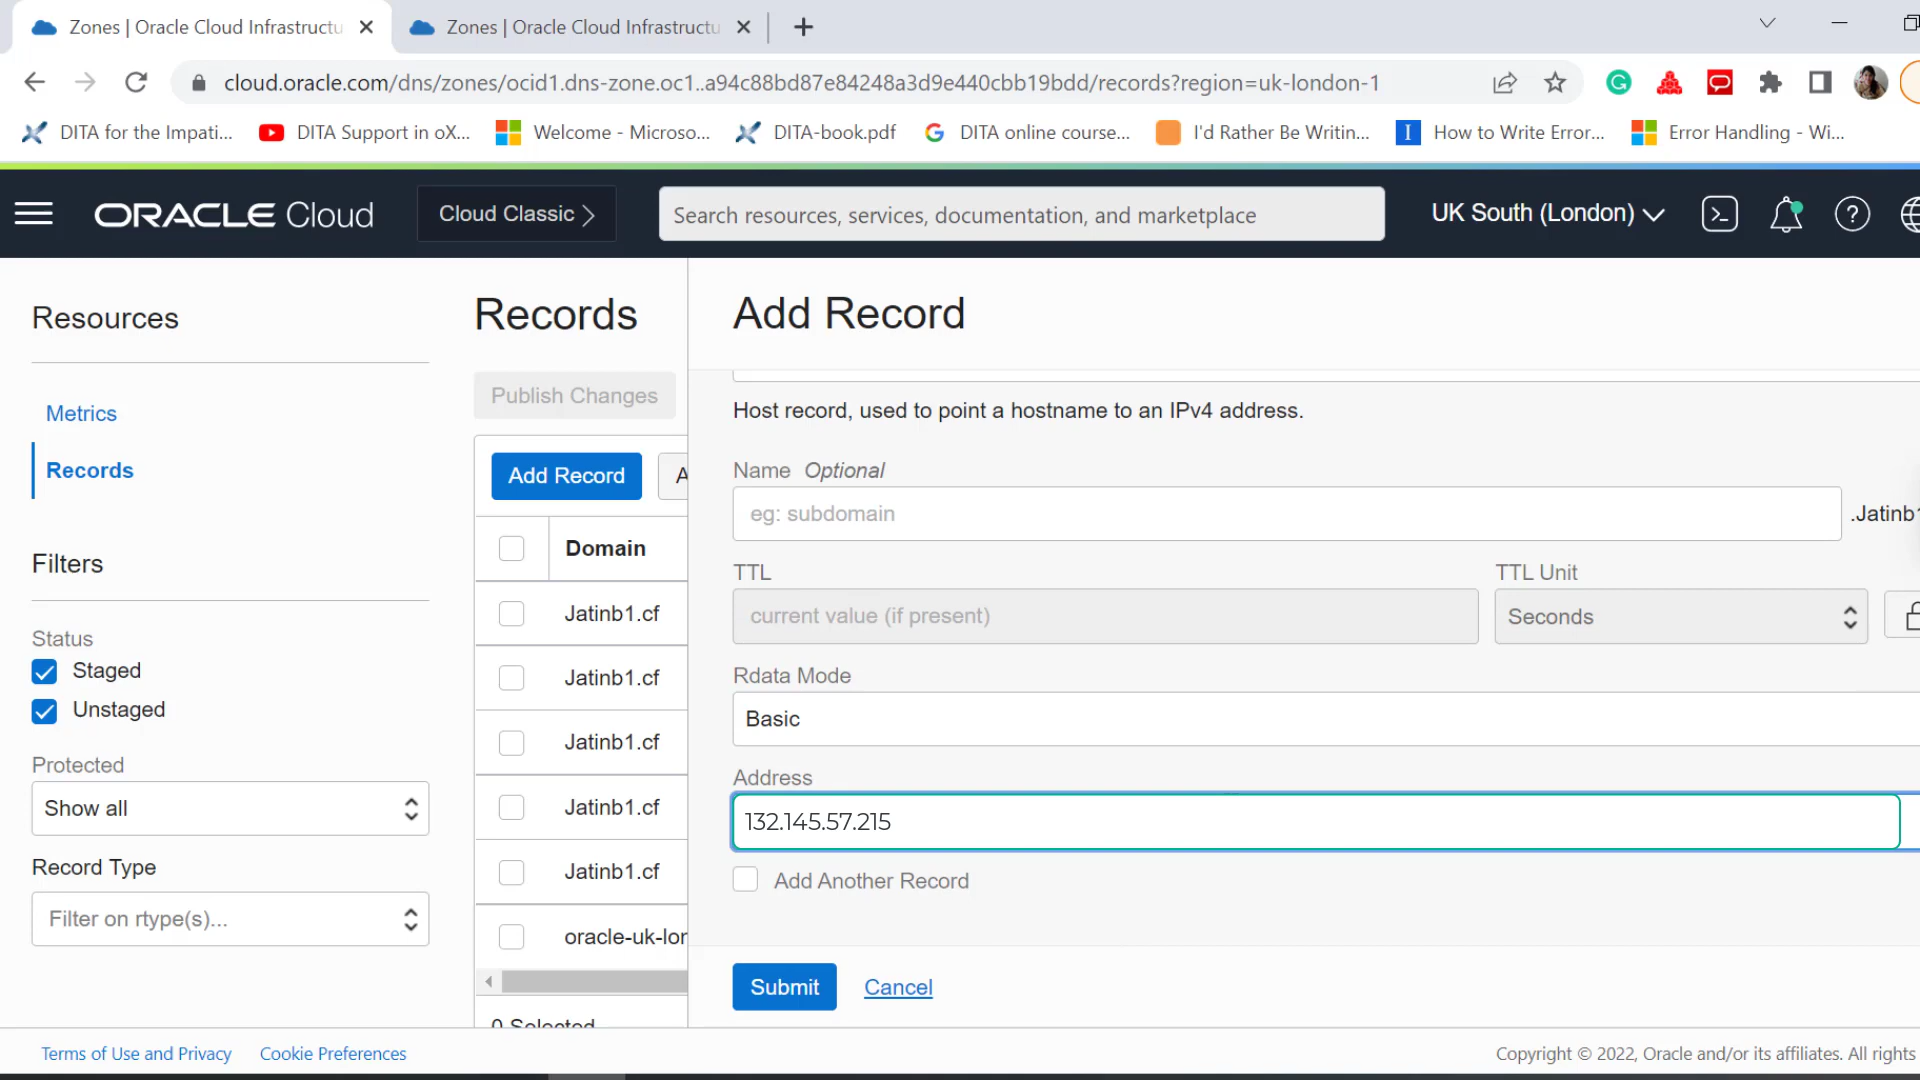 Zones | Oracle Cloud Infrastructu
Zones | Oracle Cloud Infrastructu
cloud.oracle.com/dns/zones/ocid1.dns-zone.oc1..a94c88bd87e84248a3d9e440cbb19bdd/records?region=uk-london-1
DITA for the Impati...
DITA Support in oX...
Welcome - Microso...
DITA-book.pdf
DITA online course...
I'd Rather Be Writin...
How to Write Error...
Error Handling - Wi...
ORACLE Cloud
Cloud Classic
Search resources, services, documentation, and marketplace
UK South (London)
Resources
Metrics
Records
Filters
Status
Staged
Unstaged
Protected
Show all
Record Type
Filter on rtype(s)...
Records
Publish Changes
Add Record
A
Domain
Jatinb1.cf
Jatinb1.cf
Jatinb1.cf
Jatinb1.cf
Jatinb1.cf
oracle-uk-lor
0 Selected
Add Record
Host record, used to point a hostname to an IPv4 address.
Name Optional
eg: subdomain
.Jatinb1
TTL
TTL Unit
current value (if present)
Seconds
Rdata Mode
Basic
Address
132.145.57.215
Add Another Record
Submit
Cancel
Terms of Use and Privacy
Cookie Preferences
Copyright © 2022, Oracle and/or its affiliates. All rights